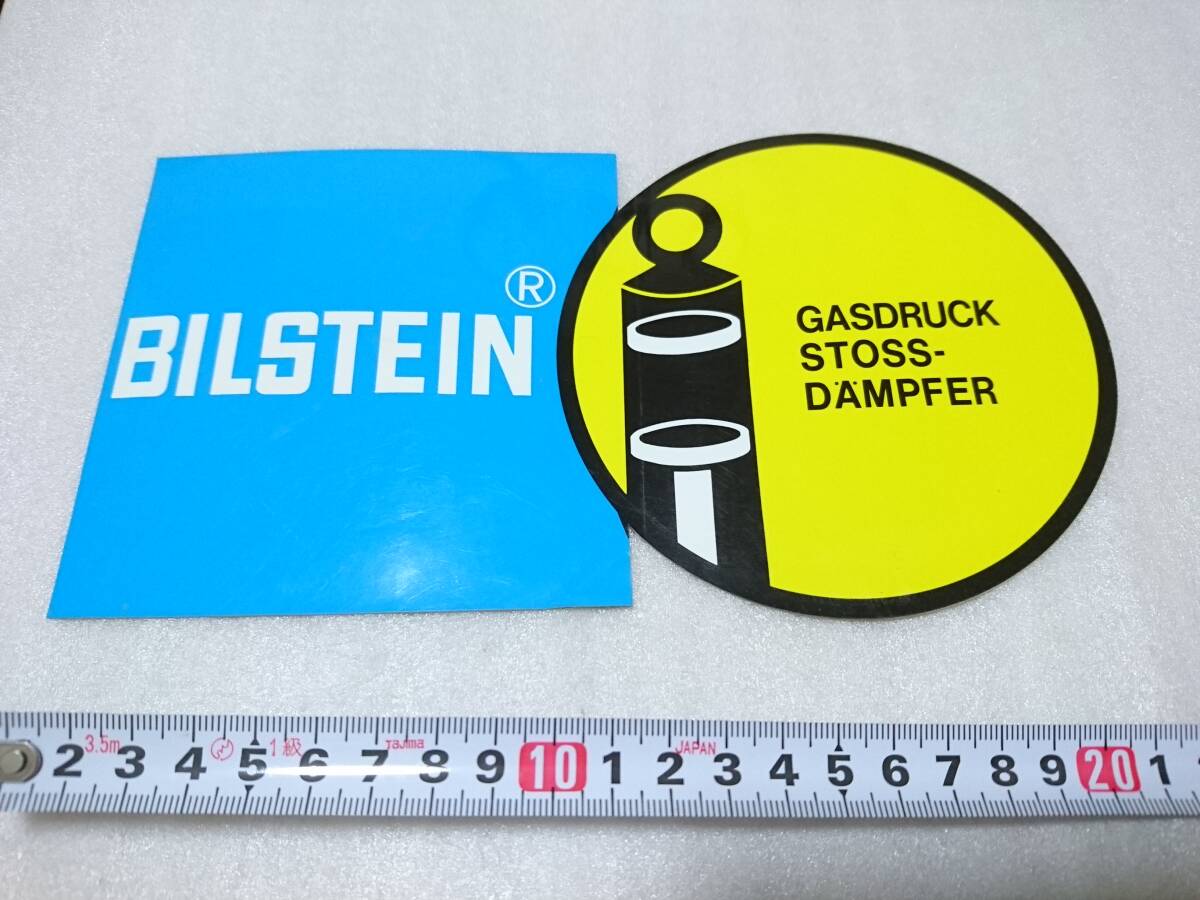 BILSTEIN®
GASDRUCK
STOSS-
DÄMPFER
3.5m 1級 Tajima JAPAN
2 3 4 5 6 7 8 9 10 1 2 3 4 5 6 7 8 9 20 1